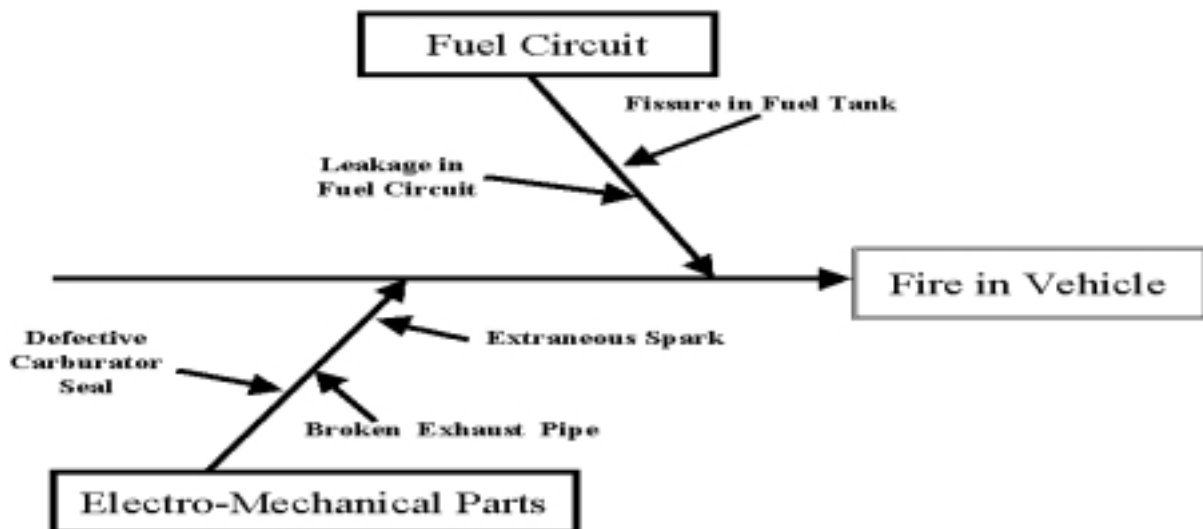 Fuel Circuit
Fissure in Fuel Tank
Leakage in
Fuel Circuit
Fire in Vehicle
Defective
Carburator
Seal
Extraneous Spark
Broken Exhaust Pipe
Electro-Mechanical Parts